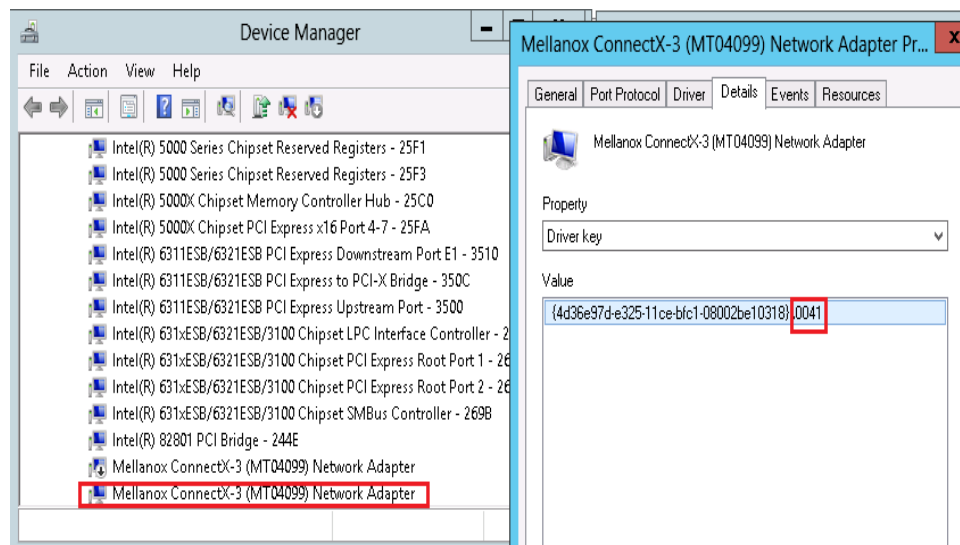 Device Manager
File Action View Help
Intel(R) 5000 Series Chipset Reserved Registers - 25F1
Intel(R) 5000 Series Chipset Reserved Registers - 25F3
Intel(R) 5000X Chipset Memory Controller Hub - 25C0
Intel(R) 5000X Chipset PCI Express x16 Port 4-7 - 25FA
Intel(R) 6311ESB/6321ESB PCI Express Downstream Port E1 - 3510
Intel(R) 6311ESB/6321ESB PCI Express to PCI-X Bridge - 350C
Intel(R) 6311ESB/6321ESB PCI Express Upstream Port - 3500
Intel(R) 631xESB/6321ESB/3100 Chipset LPC Interface Controller - 2
Intel(R) 631xESB/6321ESB/3100 Chipset PCI Express Root Port 1 - 26
Intel(R) 631xESB/6321ESB/3100 Chipset PCI Express Root Port 2 - 26
Intel(R) 631xESB/6321ESB/3100 Chipset SMBus Controller - 269B
Intel(R) 82801 PCI Bridge - 244E
Mellanox ConnectX-3 (MT04099) Network Adapter
Mellanox ConnectX-3 (MT04099) Network Adapter
Mellanox ConnectX-3 (MT04099) Network Adapter Pr...
x
General Port Protocol Driver Details Events Resources
Mellanox ConnectX-3 (MT04099) Network Adapter
Property
Driver key
Value
{4d36e97d-e325-11ce-bfc1-08002be10318}\0041